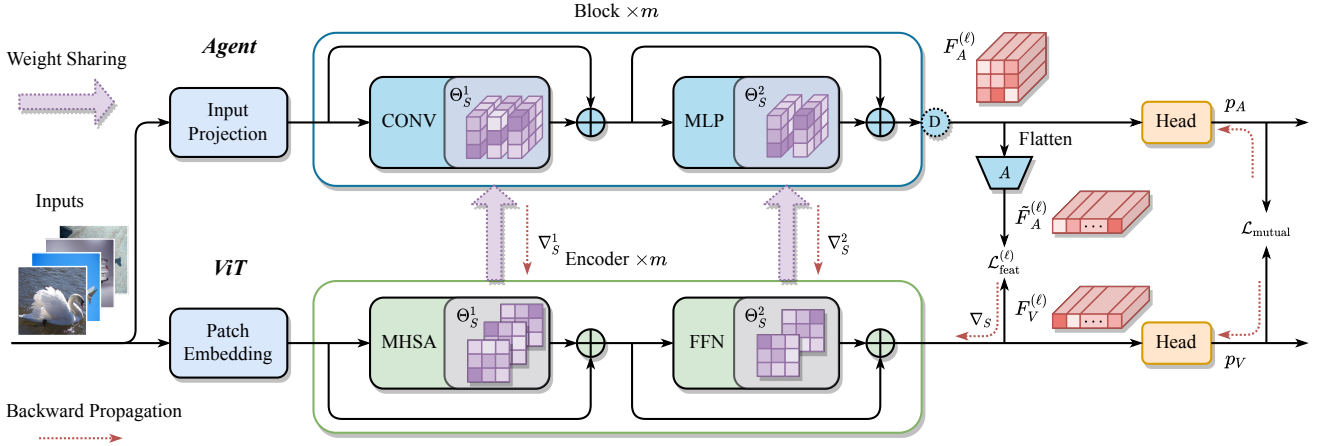 Block ×m
Weight Sharing
Agent
Input
Projection
CONV
Θ_S^1
MLP
Θ_S^2
D
F_A^{(ℓ)}
Flatten
A
Head
p_A
F̃_A^{(ℓ)}
ℒ_mutual
Inputs
∇_S^1
∇_S^2
Encoder ×m
ℒ_feat^{(ℓ)}
ViT
Patch
Embedding
MHSA
Θ_S^1
FFN
Θ_S^2
∇_S
F_V^{(ℓ)}
Head
p_V
Backward Propagation